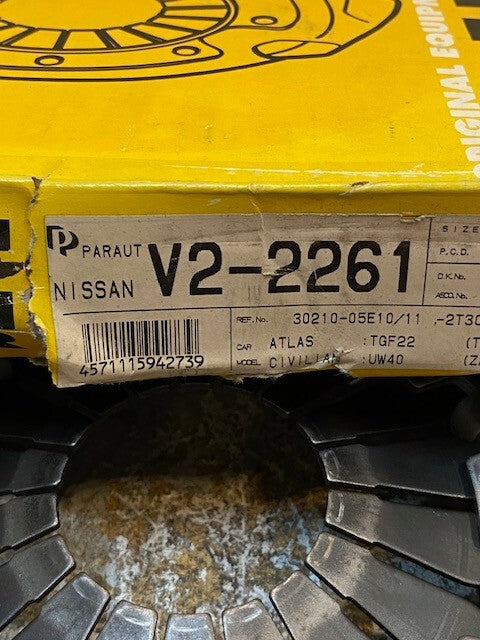 ORIGINAL EQUIP
PARAUT
NISSAN
V2-2261
SIZE
P.C.D.
D.K.No.
ASCO.No.
4571115942739
REF.No. 30210-05E10/11 ,-2T30
CAR ATLAS :TGF22 (T
MODEL CIVILIAN :UW40 (Z